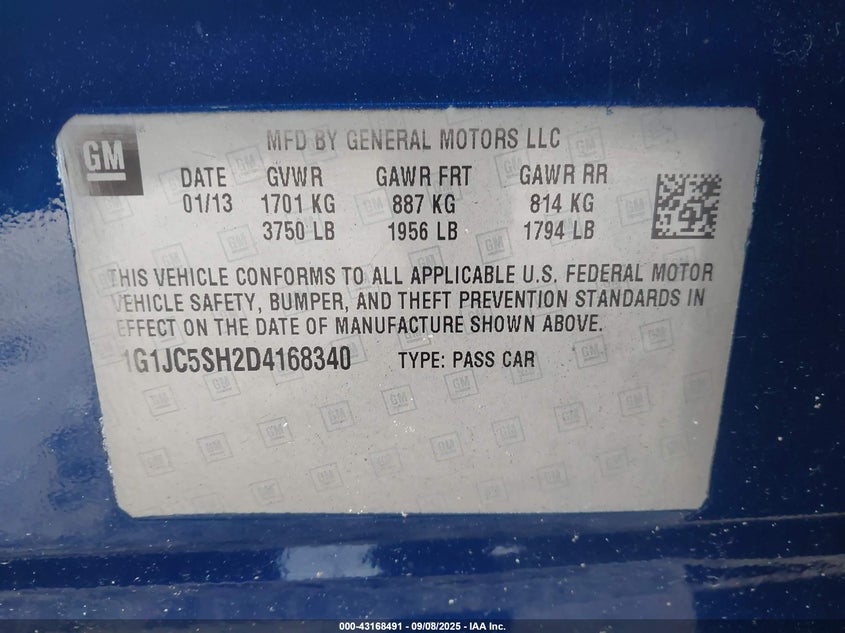 GM
MFD BY GENERAL MOTORS LLC
DATE GVWR GAWR FRT GAWR RR
01/13 1701 KG 887 KG 814 KG
3750 LB 1956 LB 1794 LB
THIS VEHICLE CONFORMS TO ALL APPLICABLE U.S. FEDERAL MOTOR
VEHICLE SAFETY, BUMPER, AND THEFT PREVENTION STANDARDS IN
EFFECT ON THE DATE OF MANUFACTURE SHOWN ABOVE.
1G1JC5SH2D4168340 TYPE: PASS CAR
000-43168491 - 09/08/2025 - IAA Inc.